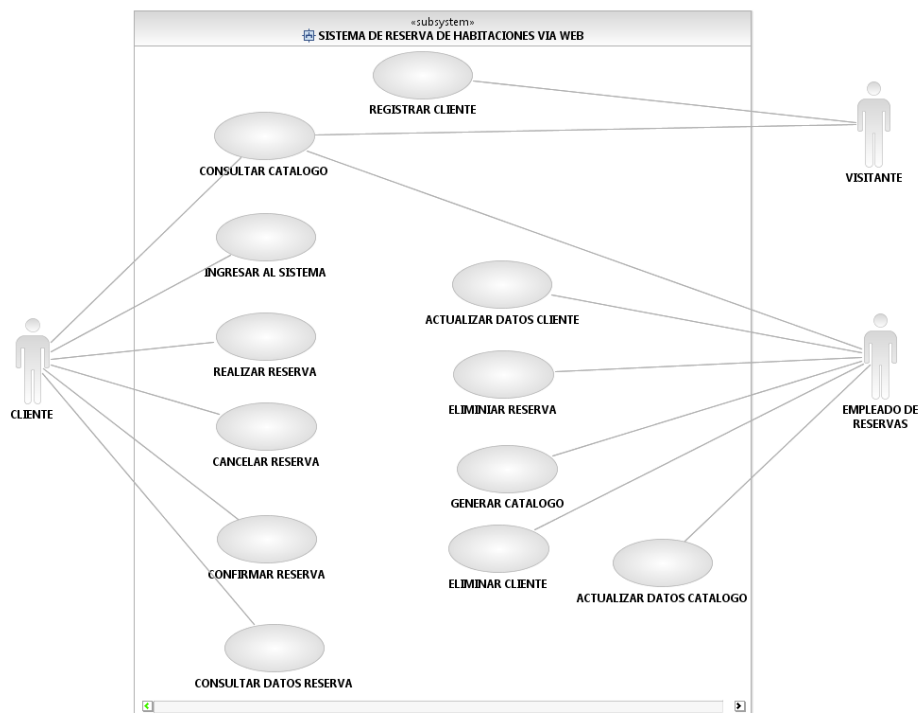 «subsystem»
SISTEMA DE RESERVA DE HABITACIONES VIA WEB
REGISTRAR CLIENTE
CONSULTAR CATALOGO
VISITANTE
INGRESAR AL SISTEMA
ACTUALIZAR DATOS CLIENTE
REALIZAR RESERVA
CLIENTE
ELIMINIAR RESERVA
EMPLEADO DE
RESERVAS
CANCELAR RESERVA
GENERAR CATALOGO
CONFIRMAR RESERVA
ELIMINAR CLIENTE
ACTUALIZAR DATOS CATALOGO
CONSULTAR DATOS RESERVA